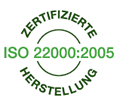 ZERTIFIZIERTE
ISO 22000:2005
HERSTELLUNG